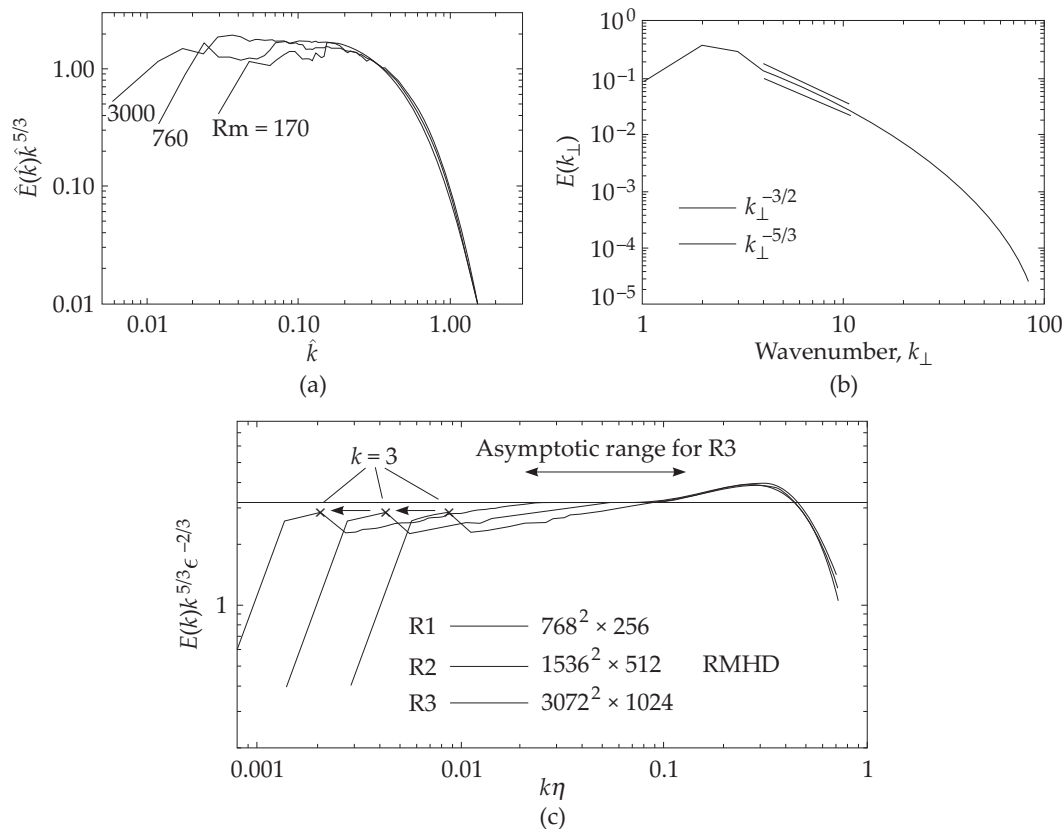 1.00
0.10
0.01
0.01
0.10
1.00
3000
760
Rm = 170
Ê(k̂)k̂^5/3
k̂
(a)
10^0
10^−1
10^−2
10^−3
10^−4
10^−5
E(k⊥)
k⊥^−3/2
k⊥^−5/3
1
10
100
Wavenumber, k⊥
(b)
k = 3
Asymptotic range for R3
E(k)k^5/3ϵ^−2/3
1
R1 768^2 × 256
R2 1536^2 × 512 RMHD
R3 3072^2 × 1024
0.001
0.01
0.1
1
kη
(c)